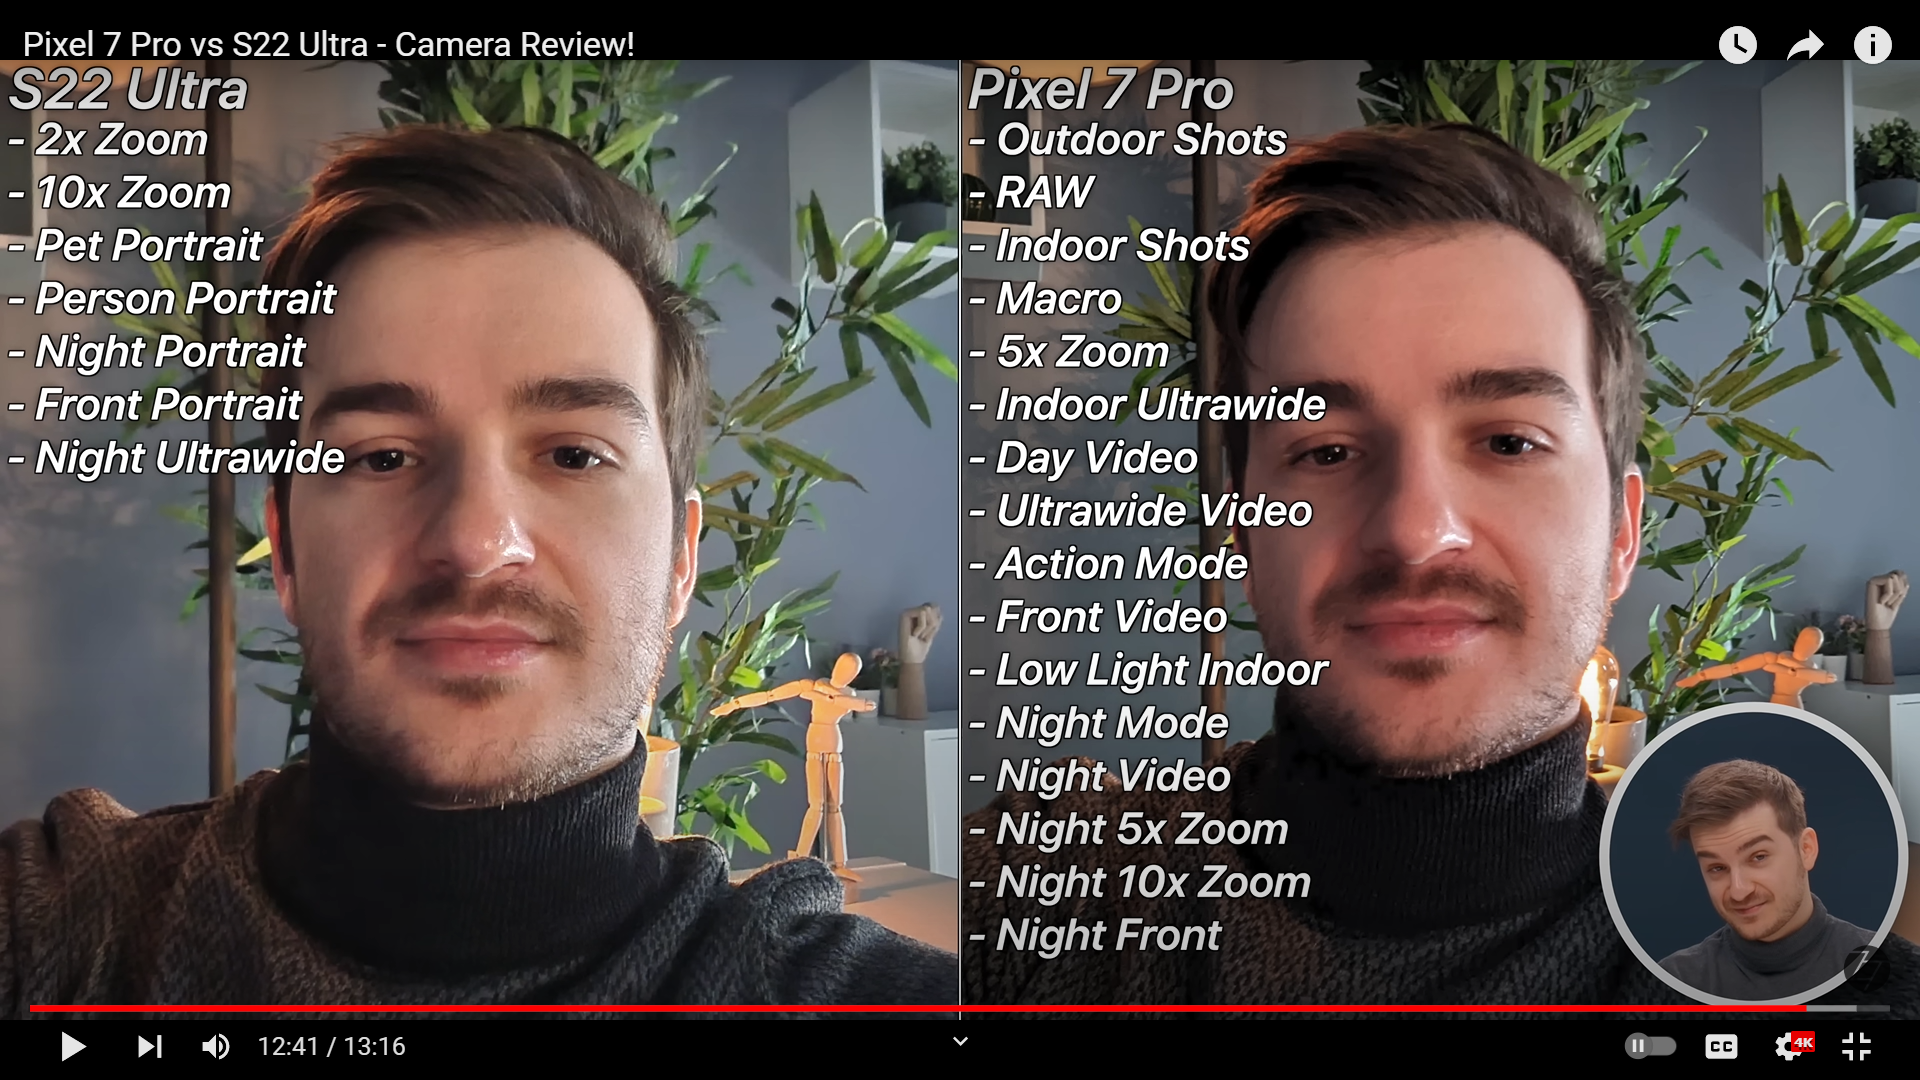 Pixel 7 Pro vs S22 Ultra - Camera Review!
S22 Ultra
- 2x Zoom
- 10x Zoom
- Pet Portrait
- Person Portrait
- Night Portrait
- Front Portrait
- Night Ultrawide
Pixel 7 Pro
- Outdoor Shots
- RAW
- Indoor Shots
- Macro
- 5x Zoom
- Indoor Ultrawide
- Day Video
- Ultrawide Video
- Action Mode
- Front Video
- Low Light Indoor
- Night Mode
- Night Video
- Night 5x Zoom
- Night 10x Zoom
- Night Front
12:41 / 13:16
CC
4K